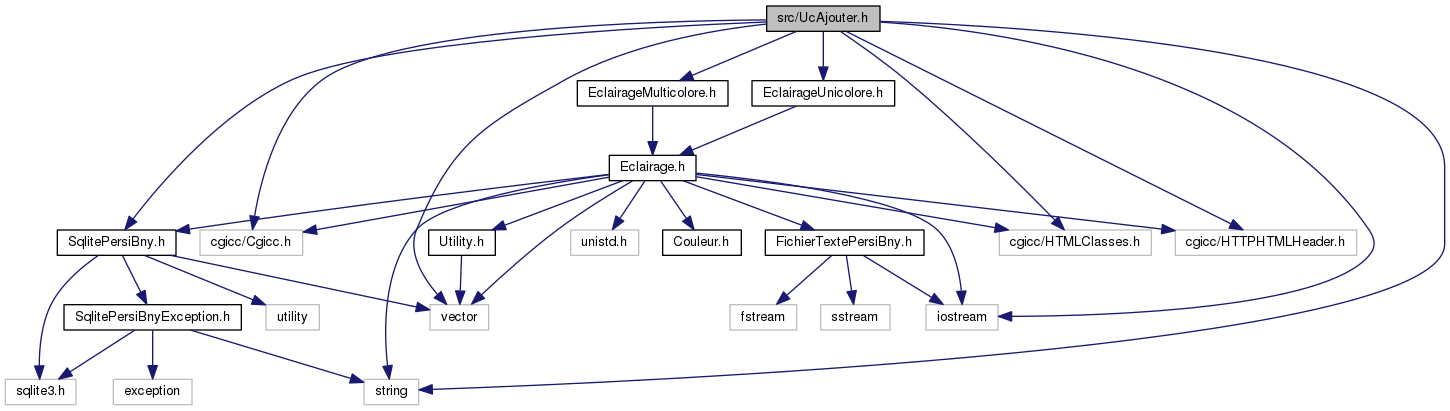 src/UcAjouter.h
EclairageMulticolore.h
EclairageUnicolore.h
Eclairage.h
SqlitePersiBny.h
cgicc/Cgicc.h
Utility.h
unistd.h
Couleur.h
FichierTextePersiBny.h
cgicc/HTMLClasses.h
cgicc/HTTPHTMLHeader.h
SqlitePersiBnyException.h
utility
vector
fstream
sstream
iostream
sqlite3.h
exception
string